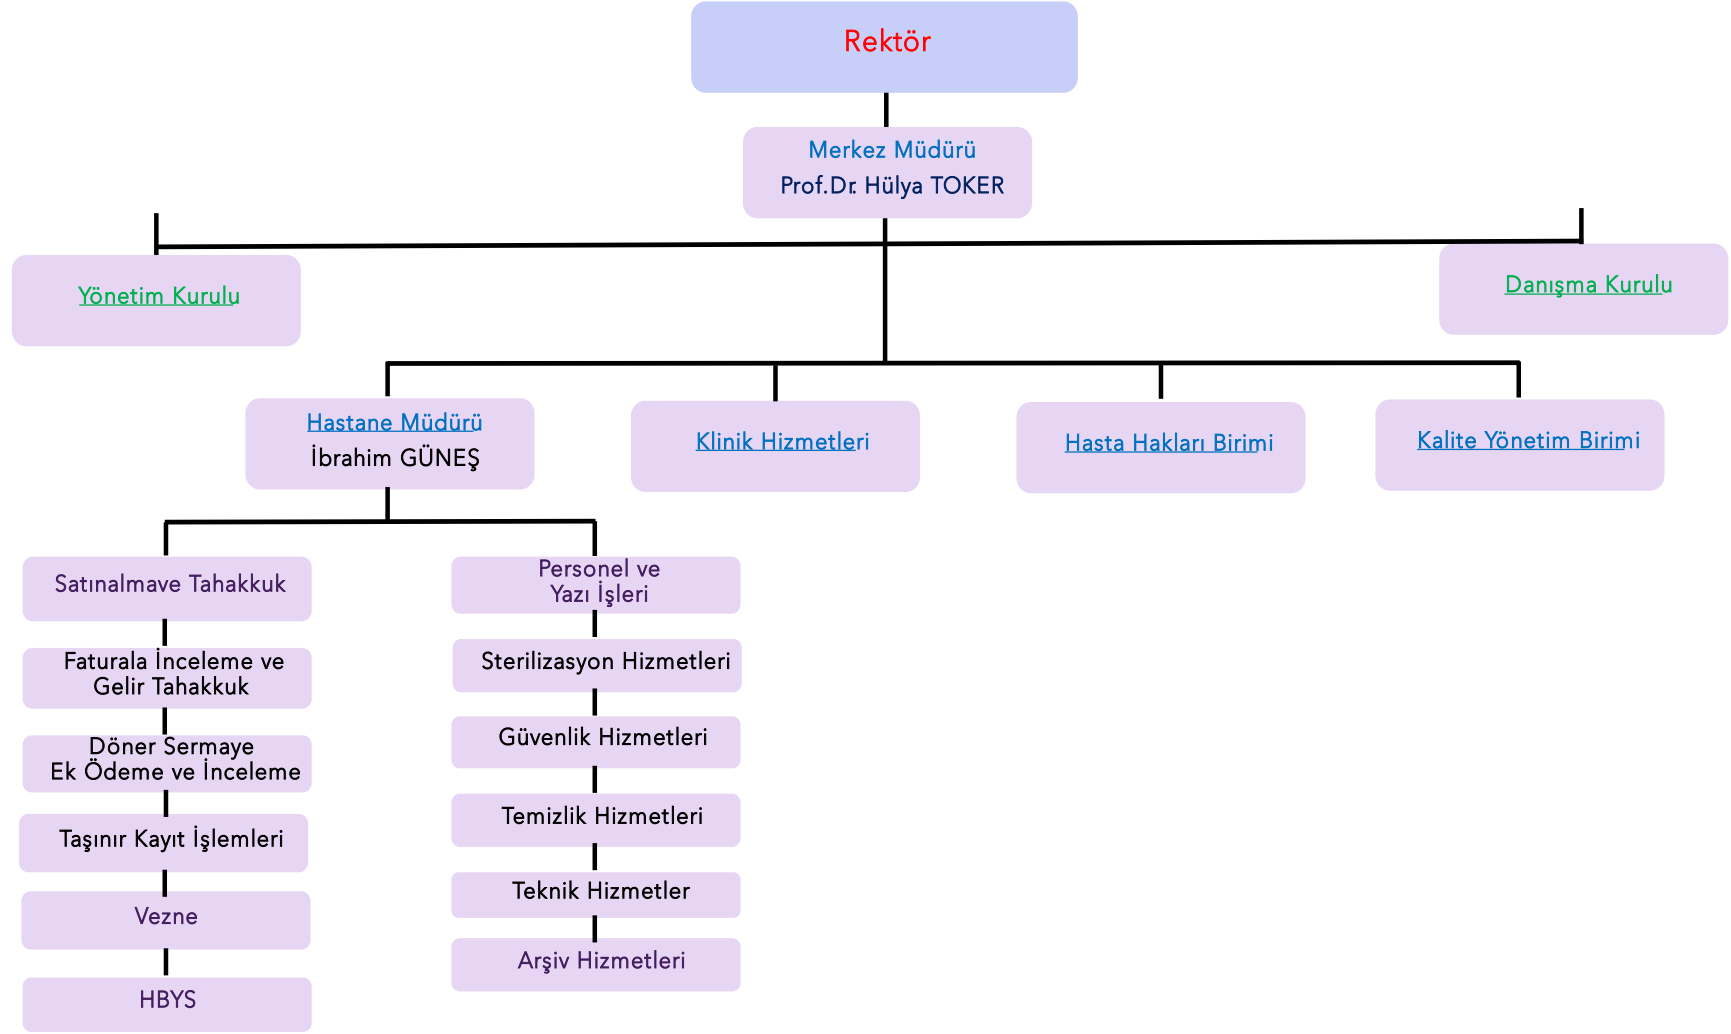 Rektör
Merkez Müdürü
Prof.Dr. Hülya TOKER
Yönetim Kurulu
Danışma Kurulu
Hastane Müdürü
İbrahim GÜNEŞ
Klinik Hizmetleri
Hasta Hakları Birimi
Kalite Yönetim Birimi
Satınalmave Tahakkuk
Faturala İnceleme ve
Gelir Tahakkuk
Döner Sermaye
Ek Ödeme ve İnceleme
Taşınır Kayıt İşlemleri
Vezne
HBYS
Personel ve
Yazı İşleri
Sterilizasyon Hizmetleri
Güvenlik Hizmetleri
Temizlik Hizmetleri
Teknik Hizmetler
Arşiv Hizmetleri